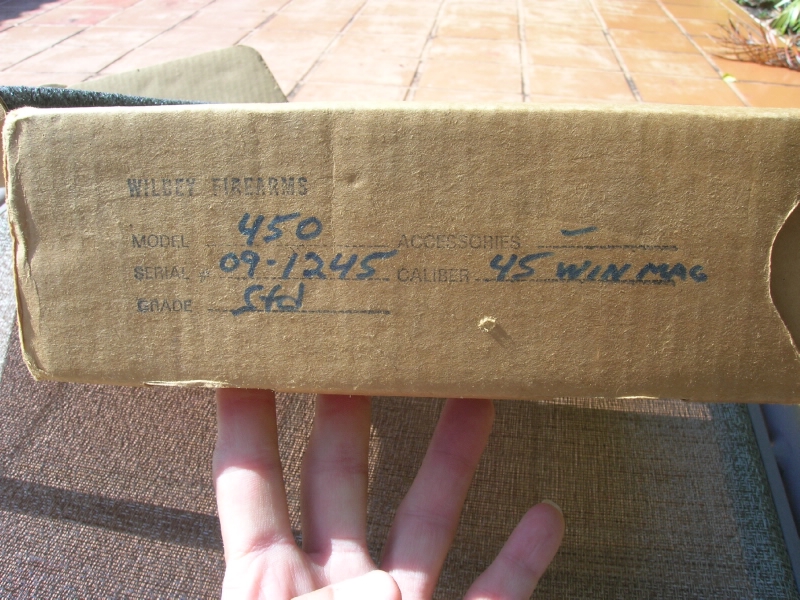 WILDEY FIREARMS
MODEL 450 ACCESSORIES -
SERIAL # 09-1245 CALIBER 45 WIN MAG
GRADE Std